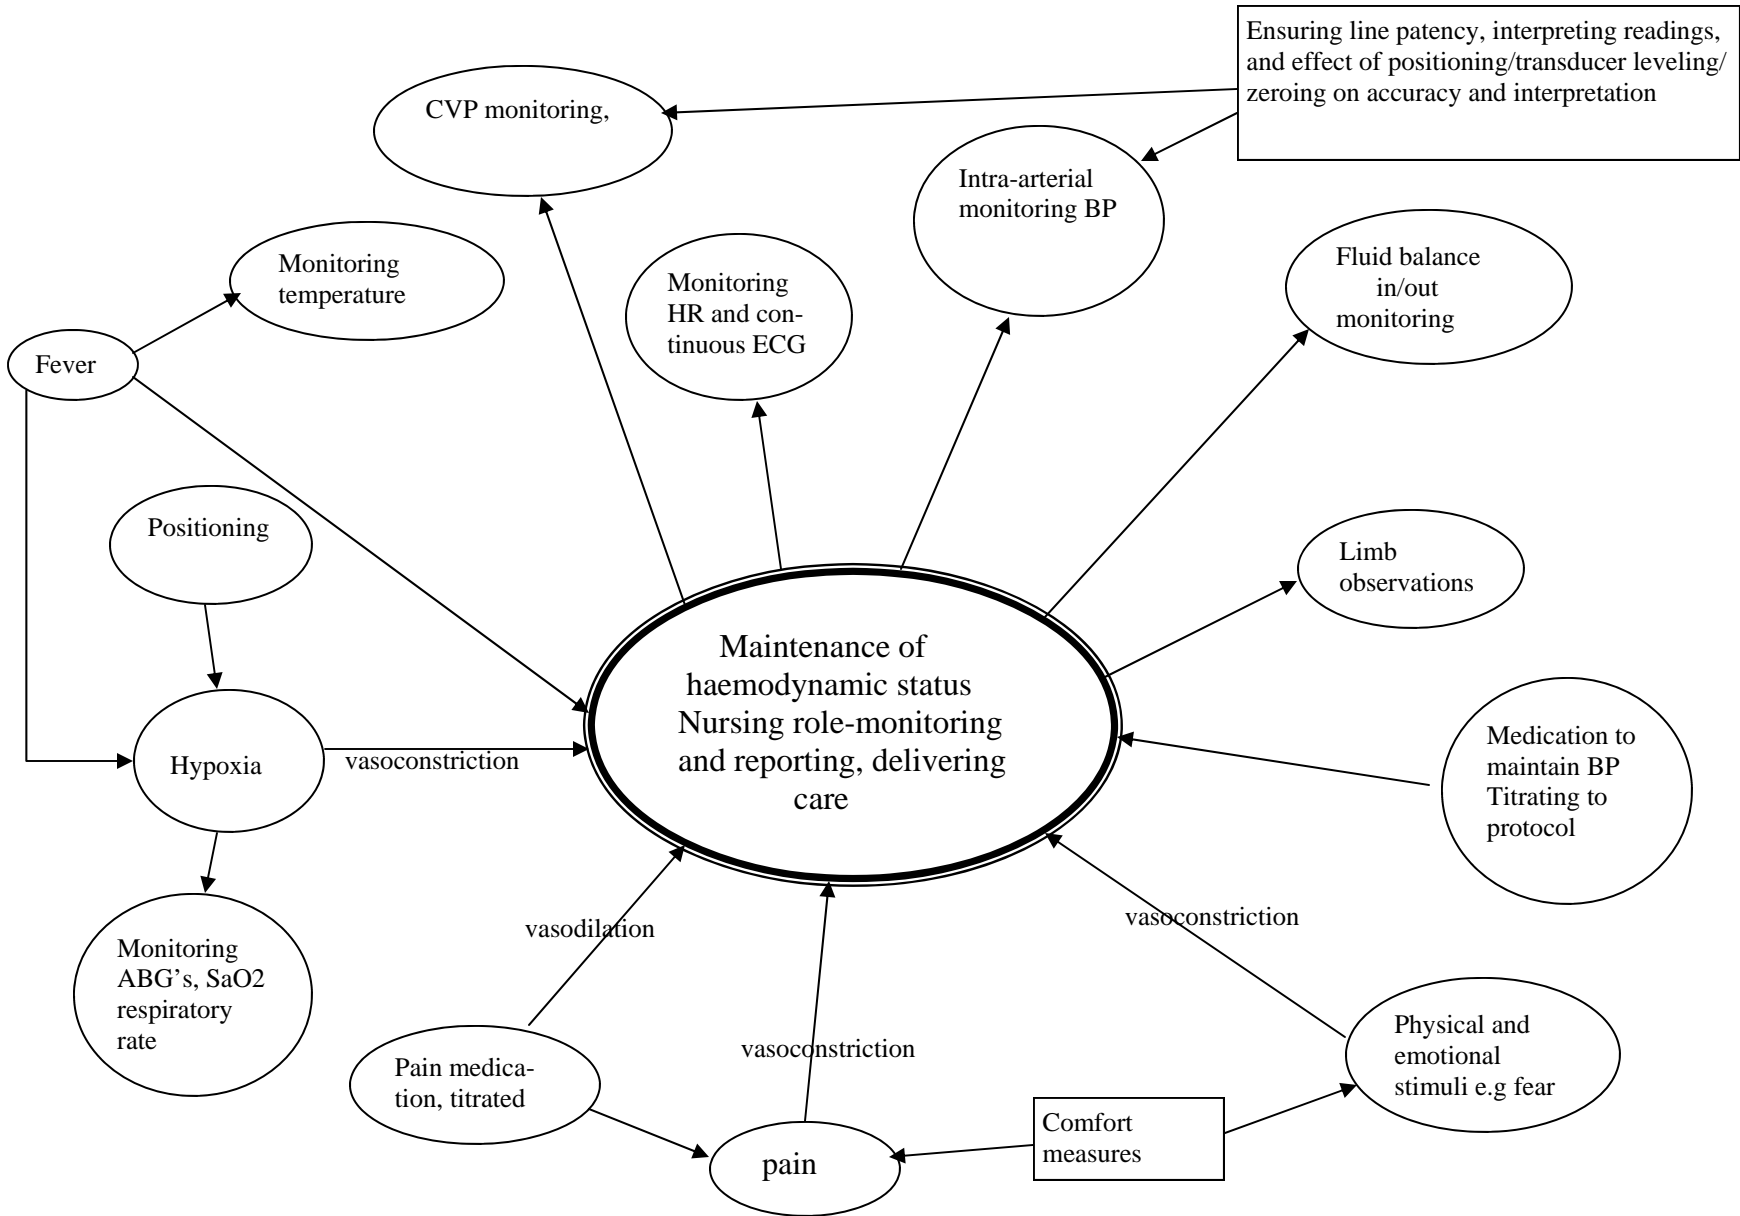 Ensuring line patency, interpreting readings,
and effect of positioning/transducer leveling/
zeroing on accuracy and interpretation
CVP monitoring,
Intra-arterial
monitoring BP
Monitoring
temperature
Monitoring
HR and con-
tinuous ECG
Fluid balance
in/out
monitoring
Fever
Positioning
Limb
observations
Maintenance of
haemodynamic status
Nursing role-monitoring
and reporting, delivering
care
Hypoxia
vasoconstriction
Medication to
maintain BP
Titrating to
protocol
vasodilation
vasoconstriction
Monitoring
ABG's, SaO2
respiratory
rate
vasoconstriction
Pain medica-
tion, titrated
Physical and
emotional
stimuli e.g fear
Comfort
measures
pain